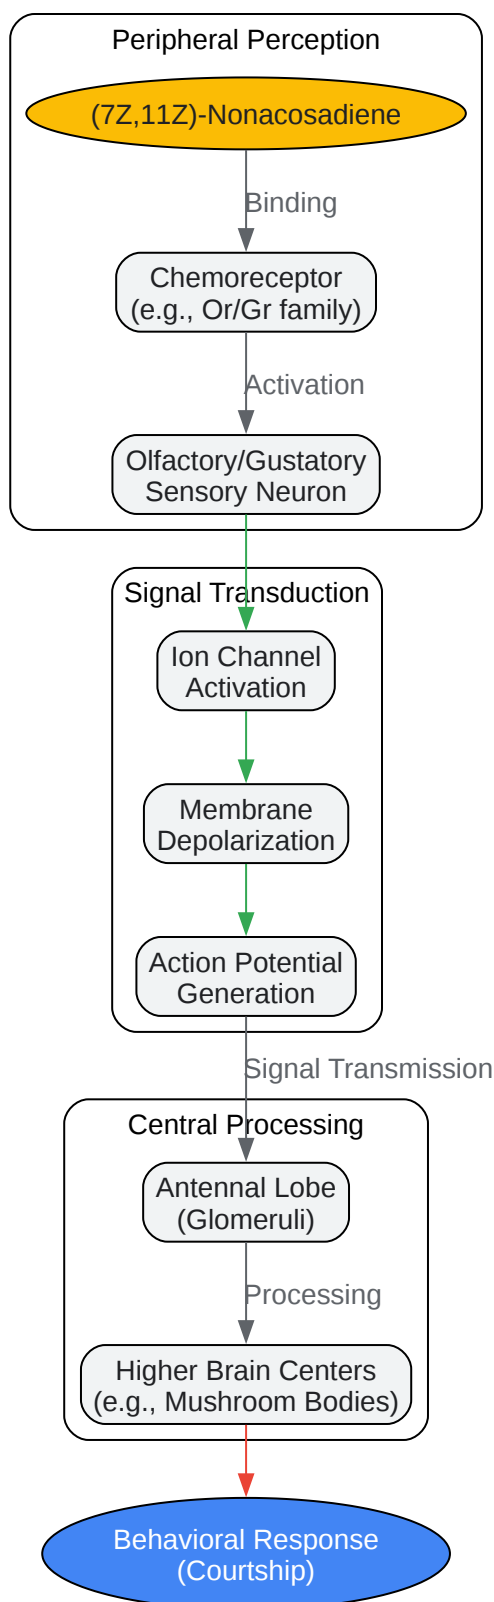 Peripheral Perception
(7Z,11Z)-Nonacosadiene
Binding
Chemoreceptor
(e.g., Or/Gr family)
Activation
Olfactory/Gustatory
Sensory Neuron
Signal Transduction
Ion Channel
Activation
Membrane
Depolarization
Action Potential
Generation
Signal Transmission
Central Processing
Antennal Lobe
(Glomeruli)
Processing
Higher Brain Centers
(e.g., Mushroom Bodies)
Behavioral Response
(Courtship)